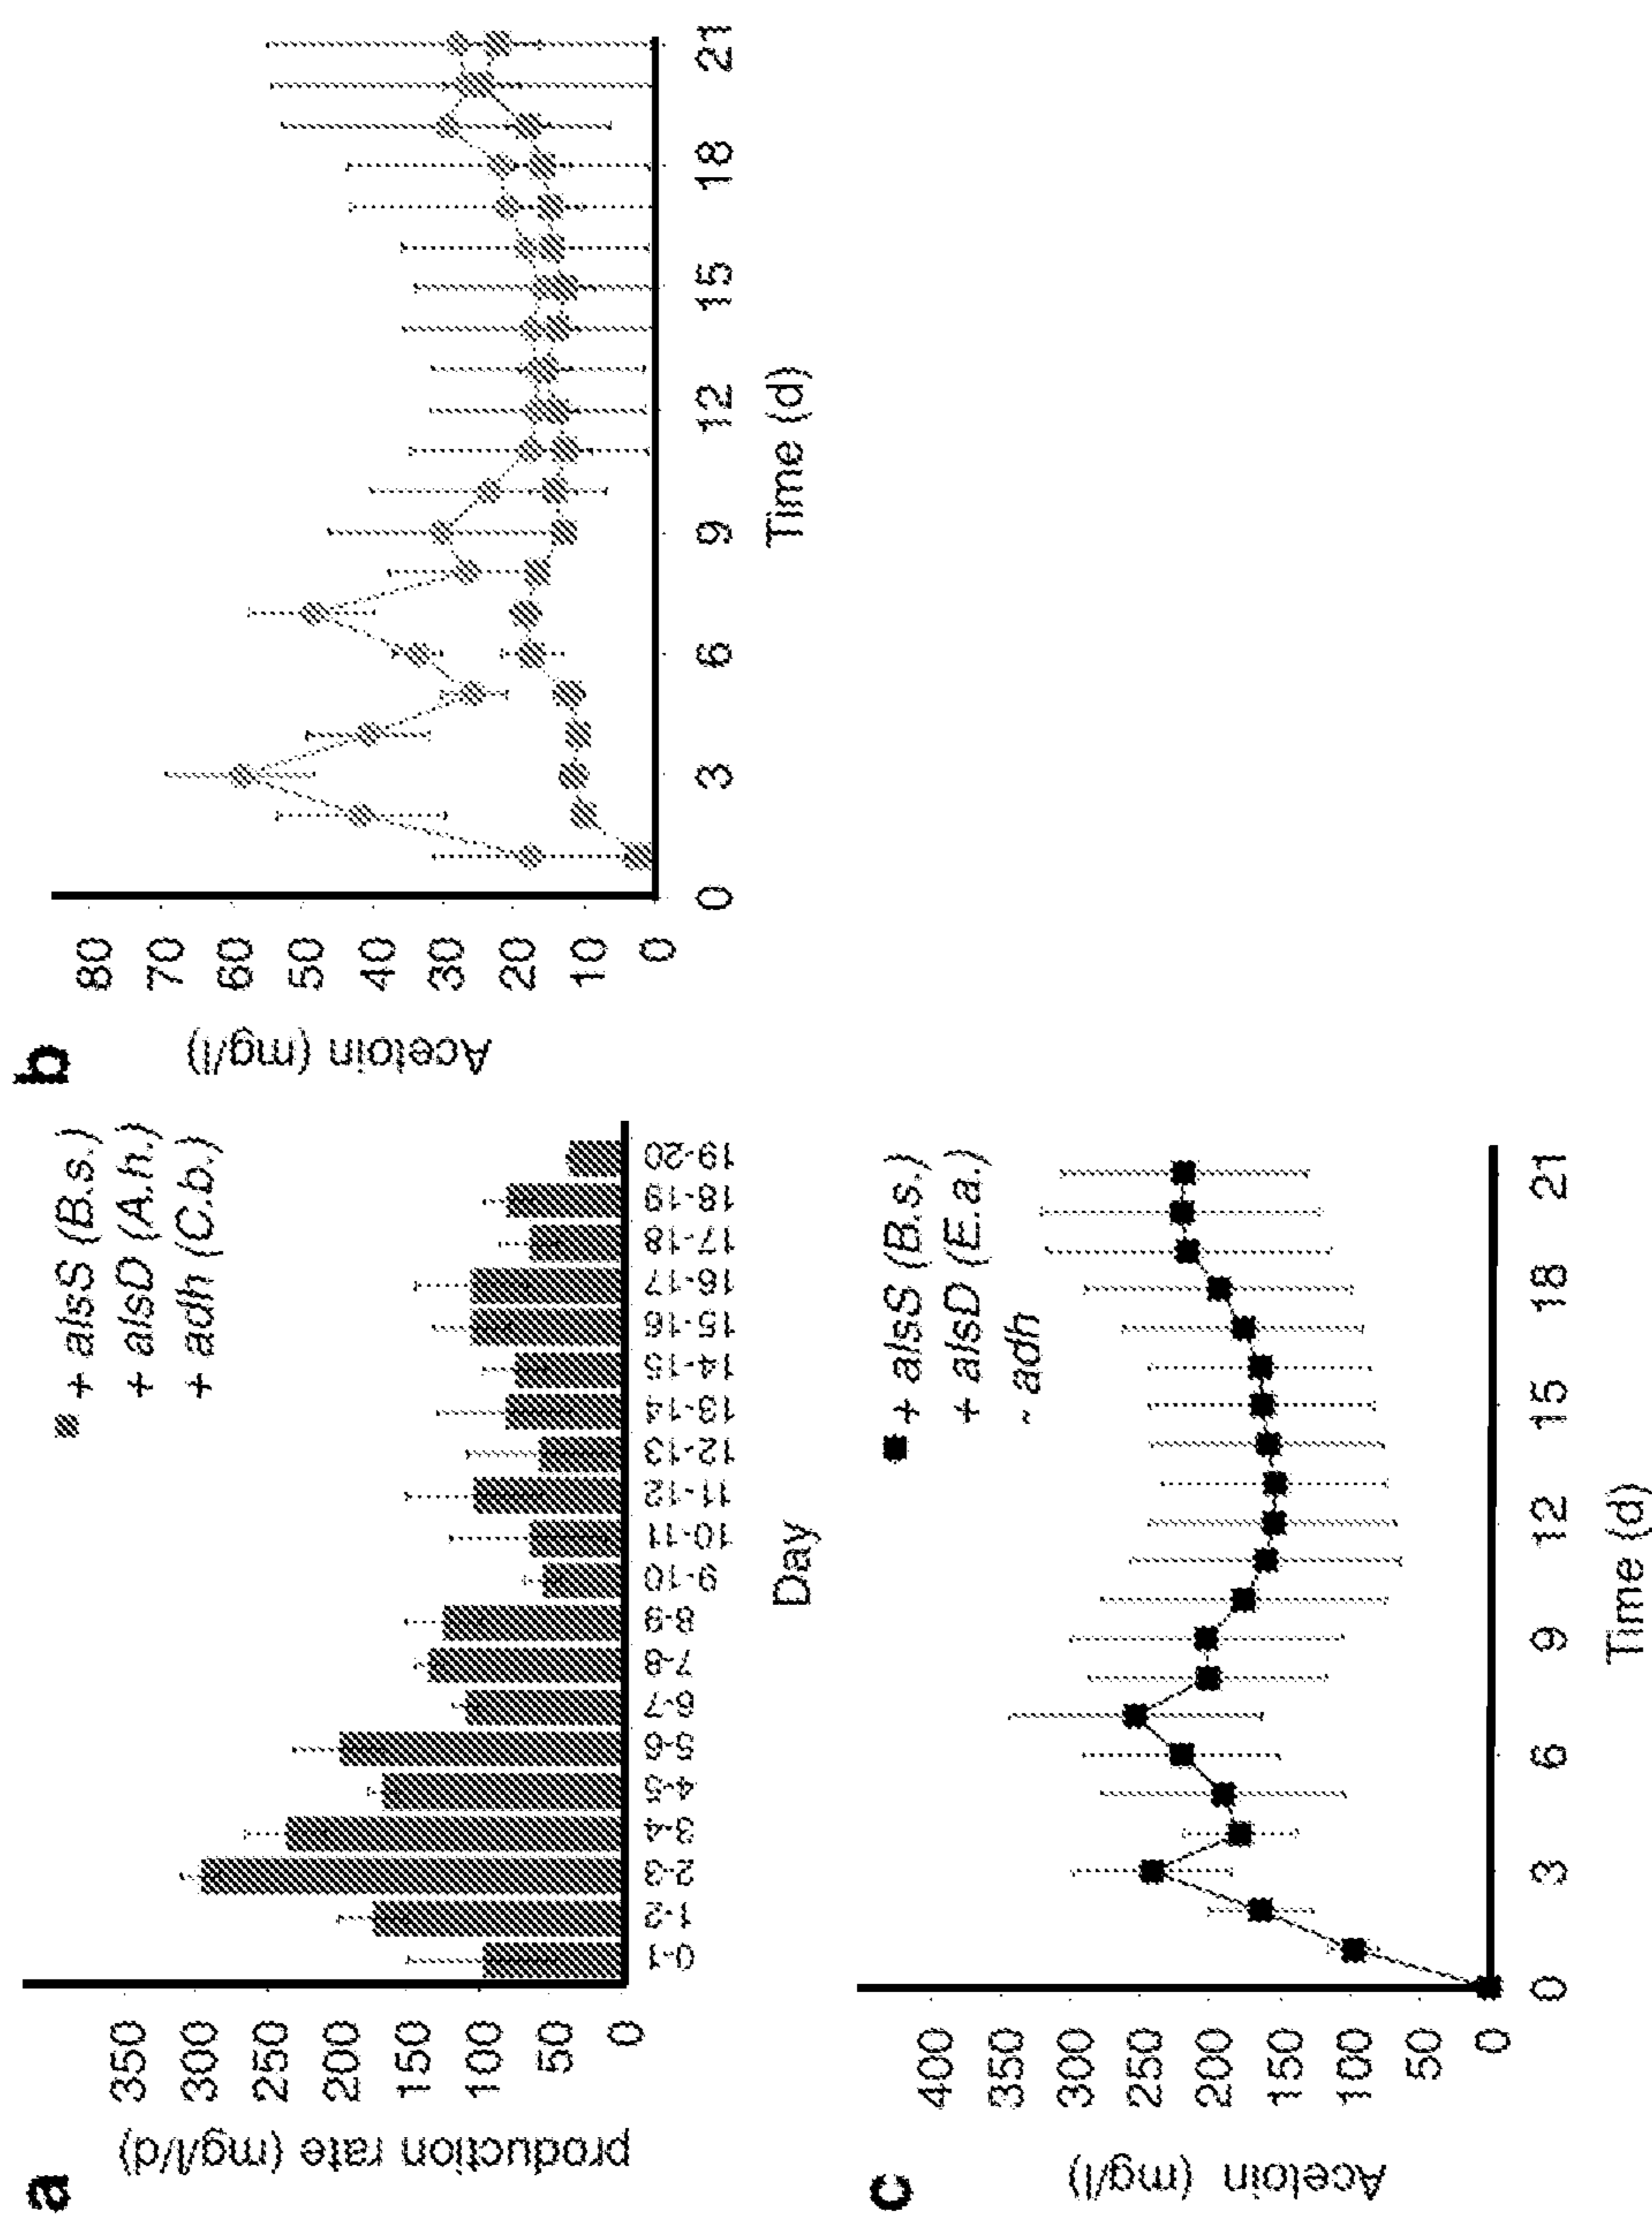 a
production rate (mg/l/d)
350
300
250
200
150
100
50
0
+ alsS (B.s.)
+ alsD (A.h.)
+ adh (C.b.)
0-1
1-2
2-3
3-4
4-5
5-6
6-7
7-8
8-9
9-10
10-11
11-12
12-13
13-14
14-15
15-16
16-17
17-18
18-19
19-20
Day
b
Acetoin (mg/l)
80
70
60
50
40
30
20
10
0
0 3 6 9 12 15 18 21
Time (d)
c
Acetoin (mg/l)
400
350
300
250
200
150
100
50
0
+ alsS (B.s.)
+ alsD (E.a.)
~ adh
0 3 6 9 12 15 18 21
Time (d)